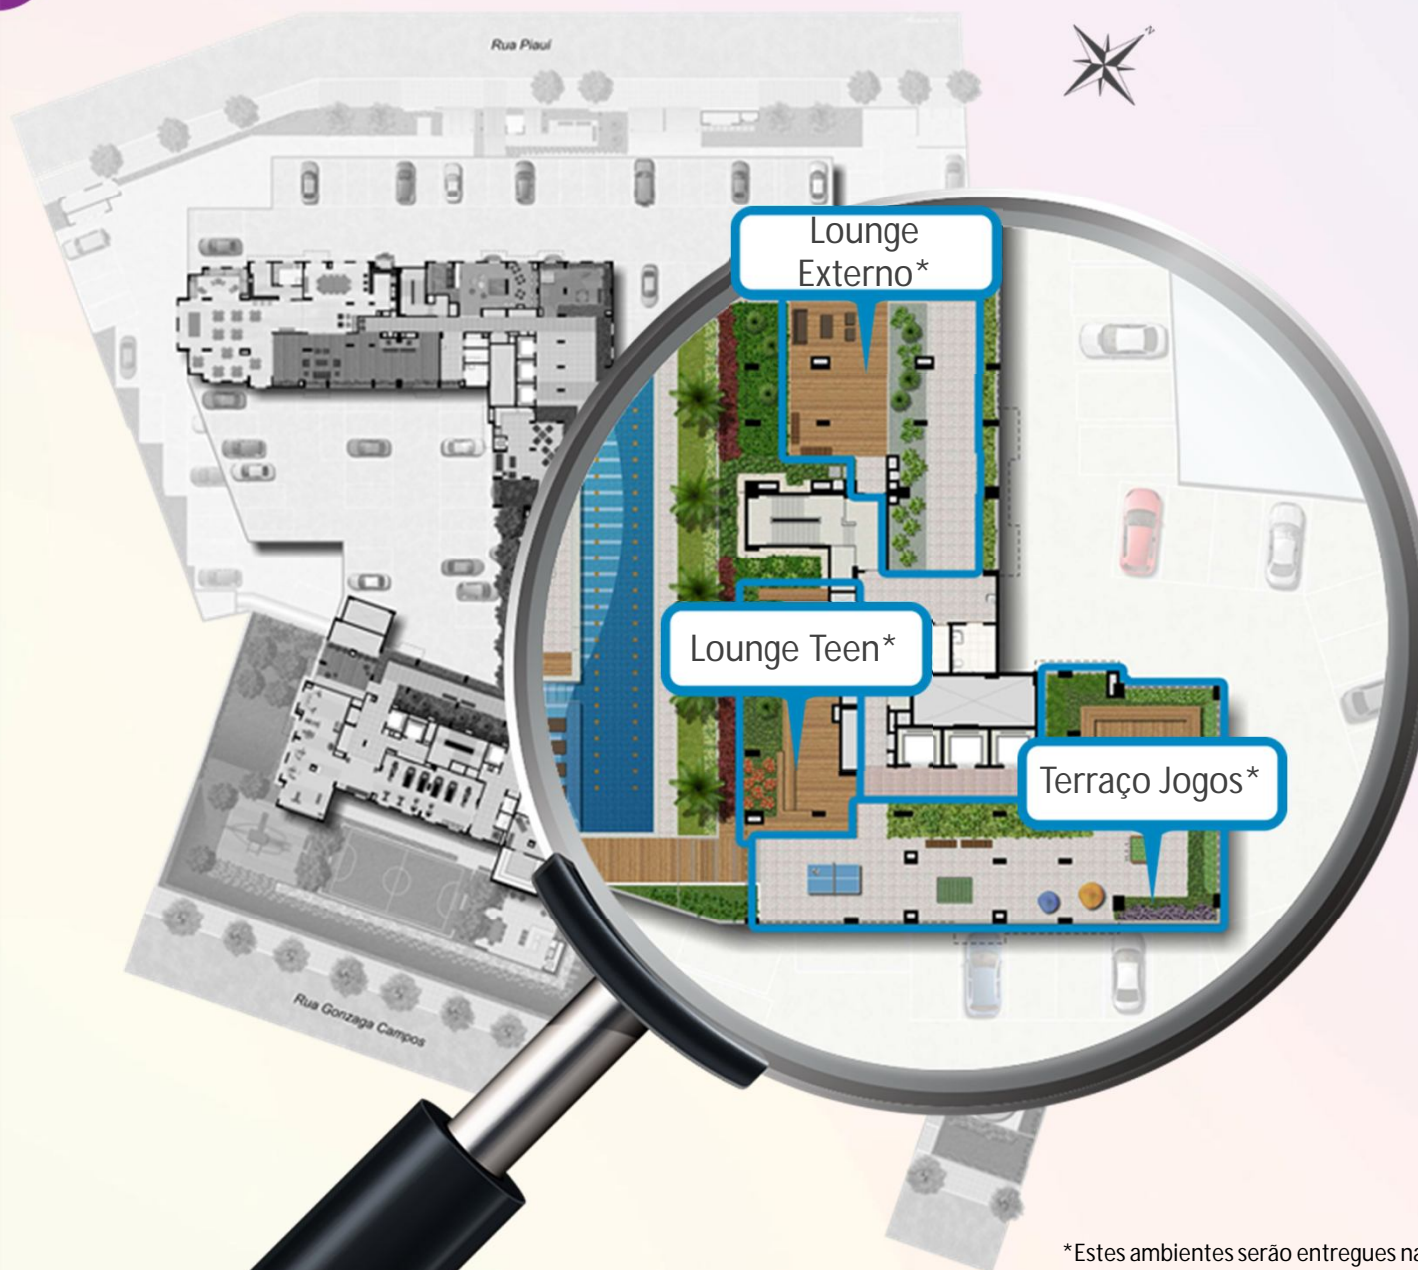 Rua Piauí
N
Lounge
Externo*
Lounge Teen*
Terraço Jogos*
Rua Gonzaga Campos
*Estes ambientes serão entregues na